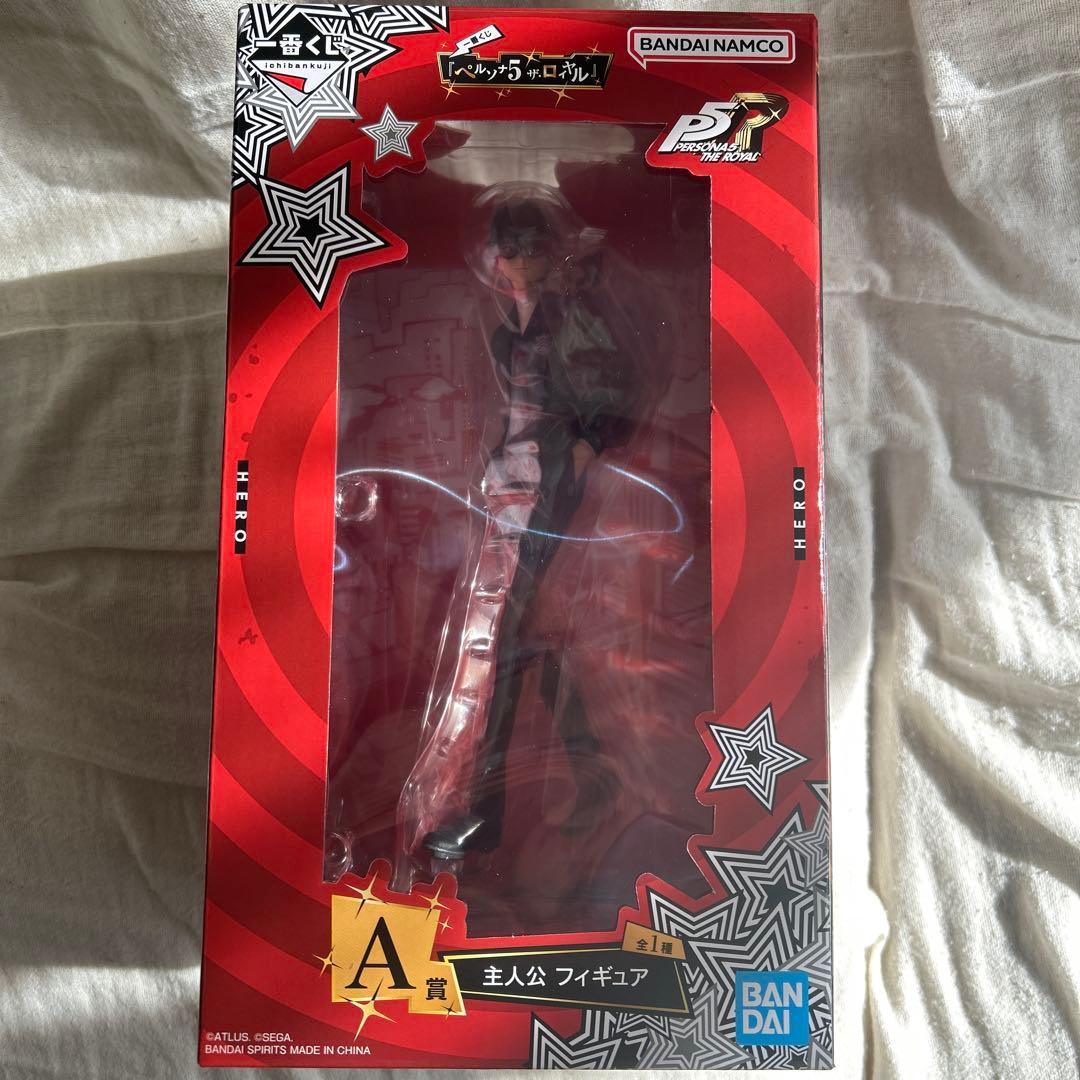 一番くじ
ichibankuji
一番くじ
『ペルソナ5 ザ・ロイヤル』
BANDAI NAMCO
P5R
PERSONA5
THE ROYAL
HERO
HERO
A賞
全1種
主人公 フィギュア
BAN
DAI
©ATLUS. ©SEGA.
BANDAI SPIRITS MADE IN CHINA